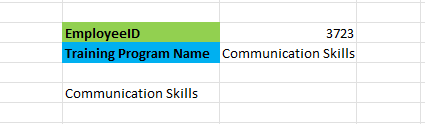 EmployeeID 3723
Training Program Name Communication Skills
Communication Skills